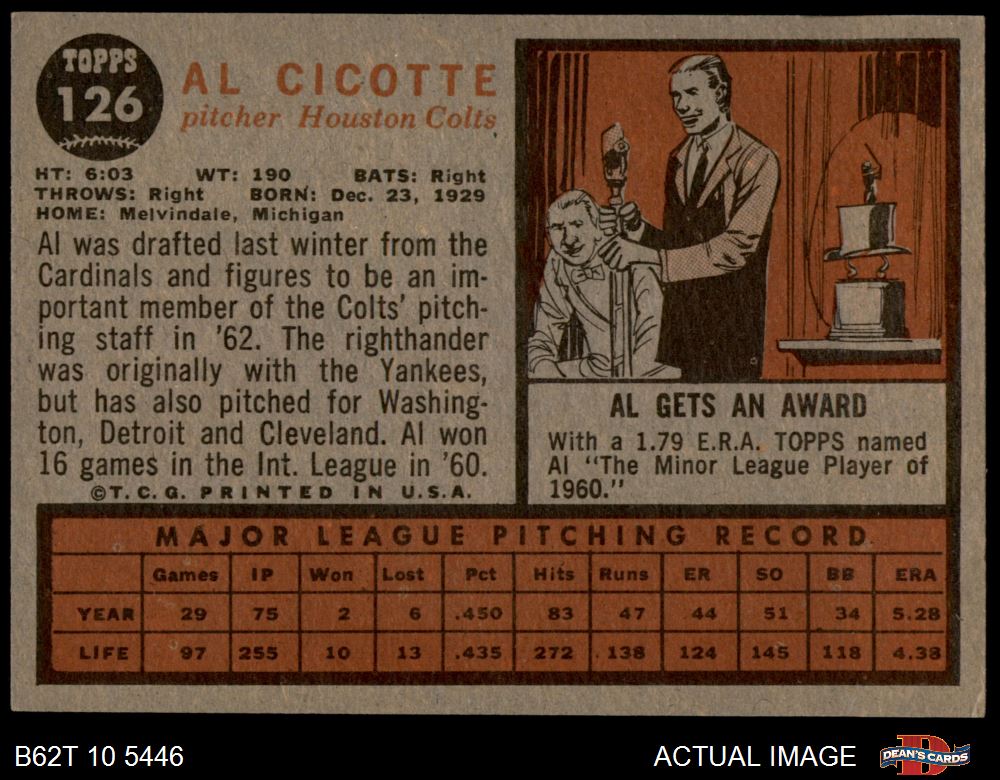 TOPPS
126
AL CICOTTE
pitcher Houston Colts
HT: 6:03 WT: 190 BATS: Right
THROWS: Right BORN: Dec. 23, 1929
HOME: Melvindale, Michigan
Al was drafted last winter from the
Cardinals and figures to be an im-
portant member of the Colts' pitch-
ing staff in '62. The righthander
was originally with the Yankees,
but has also pitched for Washing-
ton, Detroit and Cleveland. Al won
16 games in the Int. League in '60.
©T.C.G. PRINTED IN U.S.A.
AL GETS AN AWARD
With a 1.79 E.R.A. TOPPS named
Al "The Minor League Player of
1960."
MAJOR LEAGUE PITCHING RECORD
Games IP Won Lost Pct Hits Runs ER SO BB ERA
YEAR 29 75 2 6 .450 83 47 44 51 34 5.28
LIFE 97 255 10 13 .435 272 138 124 145 118 4.38
B62T 10 5446
ACTUAL IMAGE
D
DEAN'S CARDS